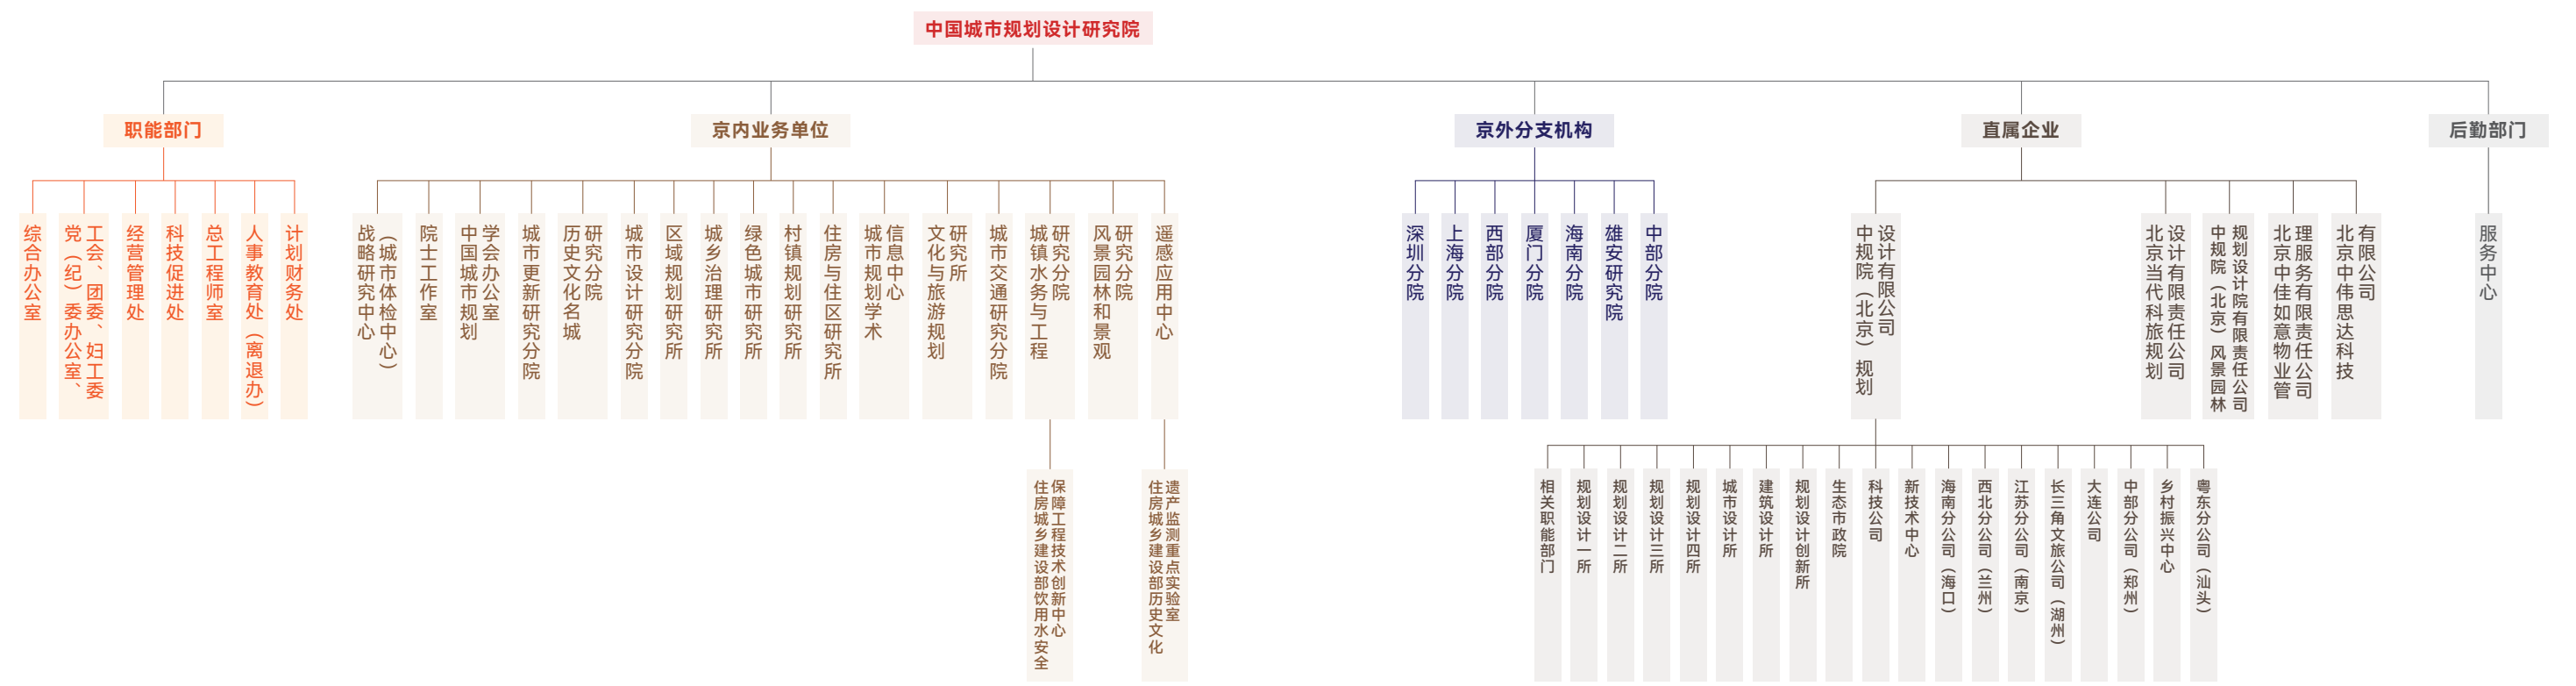 中国城市规划设计研究院
职能部门
京内业务单位
京外分支机构
直属企业
后勤部门
综合办公室
党（纪）委办公室、
工会、团委、妇工委
经营管理处
科技促进处
总工程师室
人事教育处（离退办）
计划财务处
战略研究中心
（城市体检中心）
院士工作室
中国城市规划
学会办公室
城市更新研究分院
历史文化名城
研究分院
城市设计研究分院
区域规划研究所
城乡治理研究所
绿色城市研究所
村镇规划研究所
住房与住区研究所
城市规划学术
信息中心
文化与旅游规划
研究所
城市交通研究分院
城镇水务与工程
研究分院
风景园林和景观
研究分院
遥感应用中心
深圳分院
上海分院
西部分院
厦门分院
海南分院
雄安研究院
中部分院
中规院（北京）规划
设计有限公司
北京当代科旅规划
设计有限责任公司
中规院（北京）风景园林
规划设计院有限责任公司
北京中佳如意物业管
理服务有限责任公司
北京中伟思达科技
有限公司
服务中心
住房城乡建设部饮用水安全
保障工程技术创新中心
住房城乡建设部历史文化
遗产监测重点实验室
相关职能部门
规划设计一所
规划设计二所
规划设计三所
规划设计四所
城市设计所
建筑设计所
规划设计创新所
生态市政院
科技公司
新技术中心
海南分公司（海口）
西北分公司（兰州）
江苏分公司（南京）
长三角文旅公司（湖州）
大连公司
中部分公司（郑州）
乡村振兴中心
粤东分公司（汕头）